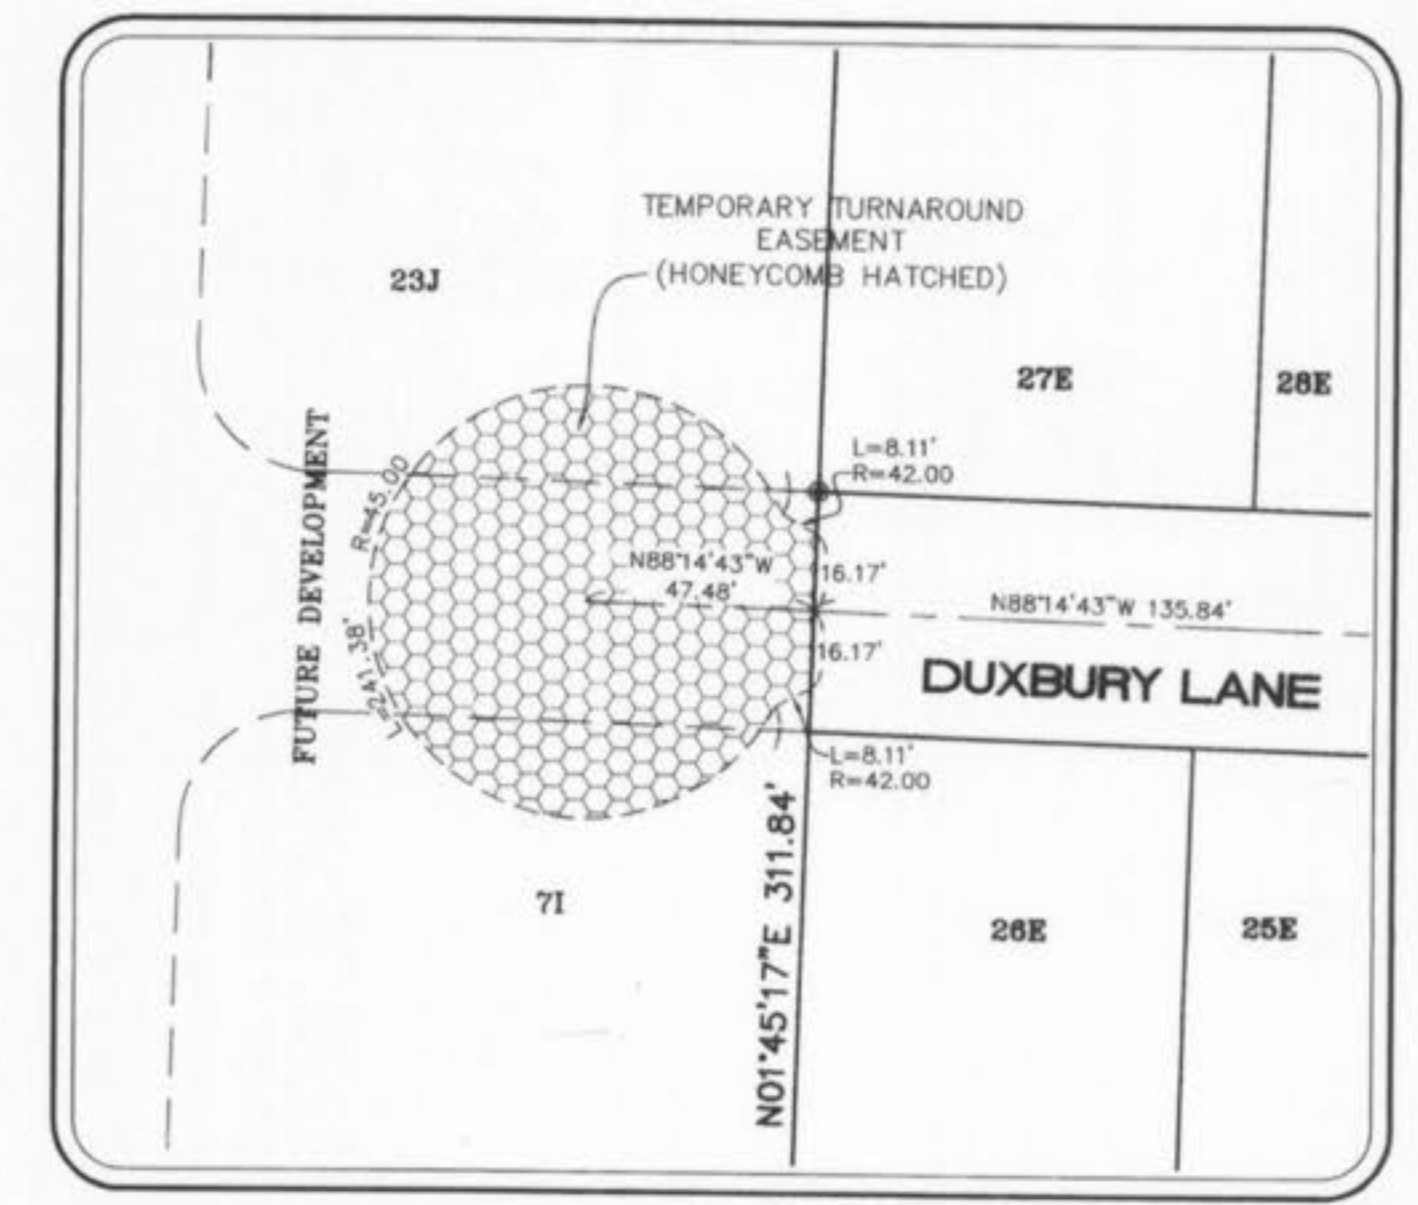 TEMPORARY TURNAROUND
EASEMENT
(HONEYCOMB HATCHED)
23J
27E
28E
L=8.11'
R=42.00
R=45.00
FUTURE DEVELOPMENT
N88°14'43"W
47.48'
16.17'
N88°14'43"W 135.84'
L=241.38'
16.17'
DUXBURY LANE
L=8.11'
R=42.00
N01°45'17"E 311.84'
7I
26E
25E